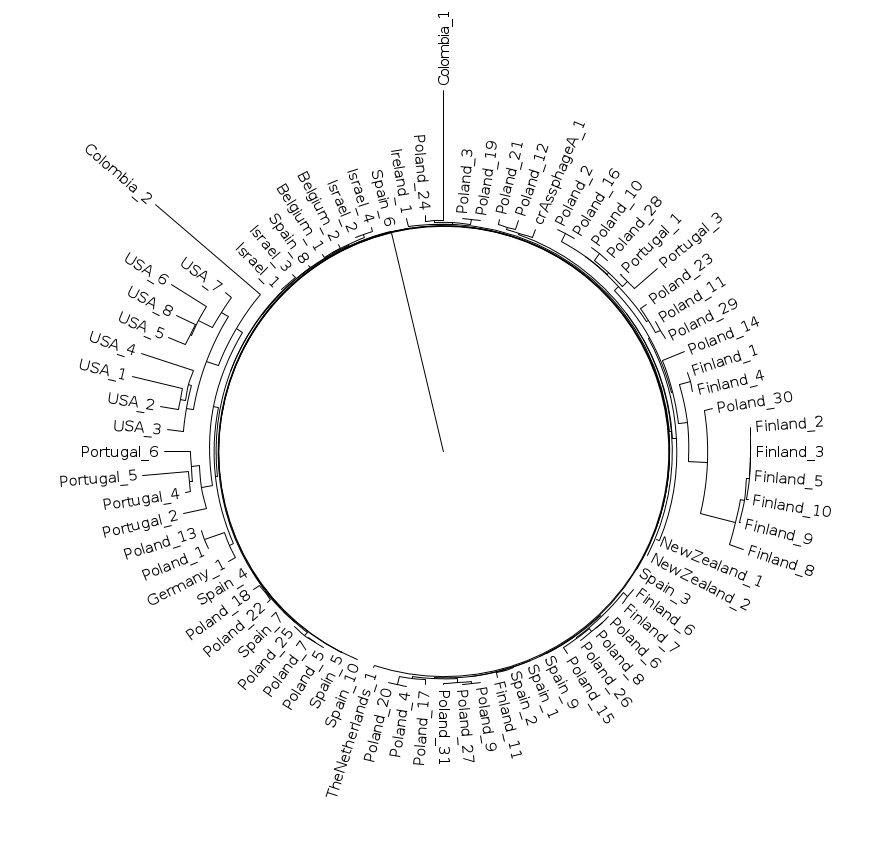 Colombia_1
Poland_3
Poland_19
Poland_21
Poland_12
crAssphageA_1
Poland_2
Poland_16
Poland_10
Poland_28
Portugal_1
Portugal_3
Poland_23
Poland_11
Poland_29
Poland_14
Finland_1
Finland_4
Poland_30
Finland_2
Finland_3
Finland_5
Finland_10
Finland_9
Finland_8
NewZealand_1
NewZealand_2
Spain_3
Finland_6
Finland_7
Poland_6
Poland_8
Poland_26
Poland_15
Spain_9
Spain_1
Spain_2
Finland_11
Poland_9
Poland_27
Poland_31
Poland_17
Poland_4
Poland_20
TheNetherlands_1
Spain_10
Spain_5
Poland_5
Poland_7
Poland_25
Spain_7
Poland_22
Poland_18
Spain_4
Germany_1
Poland_1
Poland_13
Portugal_2
Portugal_4
Portugal_5
Portugal_6
USA_3
USA_2
USA_1
USA_4
USA_5
USA_8
USA_6
USA_7
Colombia_2
Israel_1
Israel_3
Spain_8
Belgium_1
Belgium_2
Israel_2
Israel_4
Spain_6
Ireland_1
Poland_24